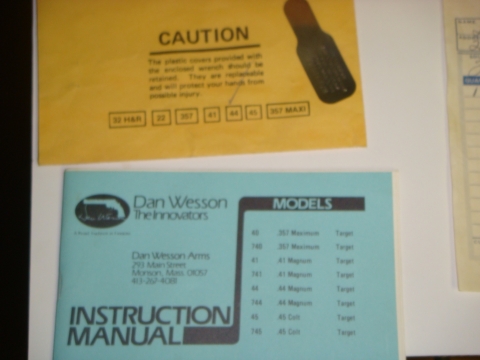 CAUTION
The plastic covers provided with
the enclosed wrench should be
retained. They are replaceable
and will protect your hands from
possible injury.
32 H&R 22 357 41 44 45 357 MAXI
Dan Wesson
The Innovators
Dan Wesson Arms
293 Main Street
Monson, Mass. 01057
413-267-4081
INSTRUCTION
MANUAL
MODELS
40 .357 Maximum Target
740 .357 Maximum Target
41 .41 Magnum Target
741 .41 Magnum Target
44 .44 Magnum Target
744 .44 Magnum Target
45 .45 Colt Target
745 .45 Colt Target